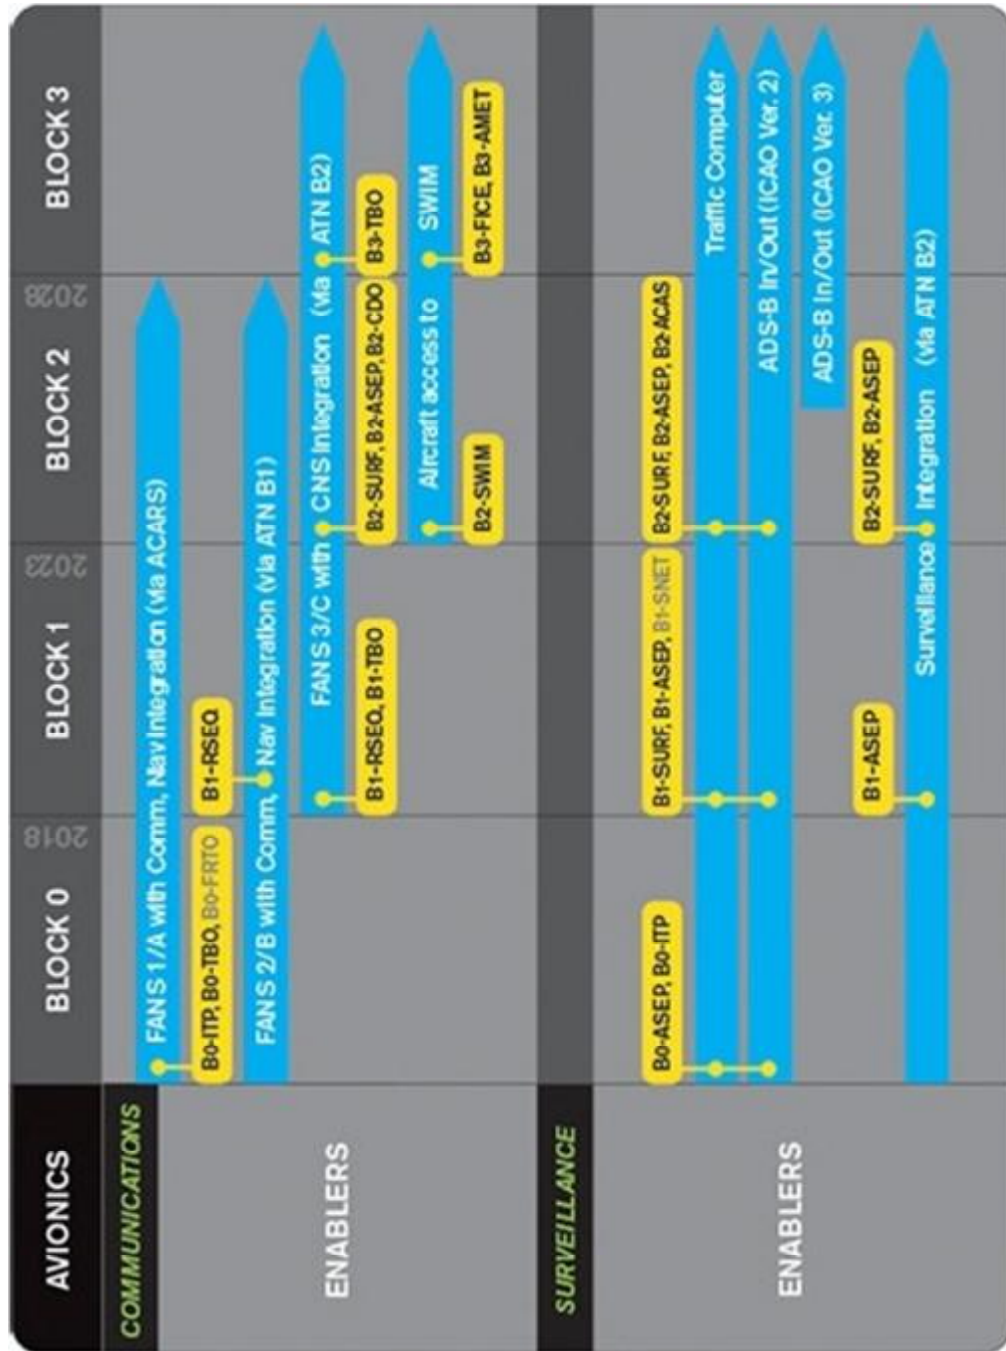 AVIONICS
BLOCK 0
2018
BLOCK 1
2023
BLOCK 2
2028
BLOCK 3
COMMUNICATIONS
ENABLERS
FANS 1/A with Comm, Nav Integration (via ACARS)
B0-ITP, B0-TBO, B0-FRTO
B1-RSEQ
FANS 2/B with Comm, Nav Integration (via ATN B1)
FANS 3/C with CNS Integration (via ATN B2)
B1-RSEQ, B1-TBO
B2-SURF, B2-ASEP, B2-CDO
B3-TBO
Aircraft access to SWIM
B2-SWIM
B3-FICE, B3-AMET
SURVEILLANCE
ENABLERS
B0-ASEP, B0-ITP
B1-SURF, B1-ASEP, B1-SNET
B2-SURF, B2-ASEP, B2-ACAS
Traffic Computer
ADS-B In/Out (ICAO Ver. 2)
ADS-B In/Out (ICAO Ver. 3)
B1-ASEP
B2-SURF, B2-ASEP
Surveillance Integration (via ATN B2)